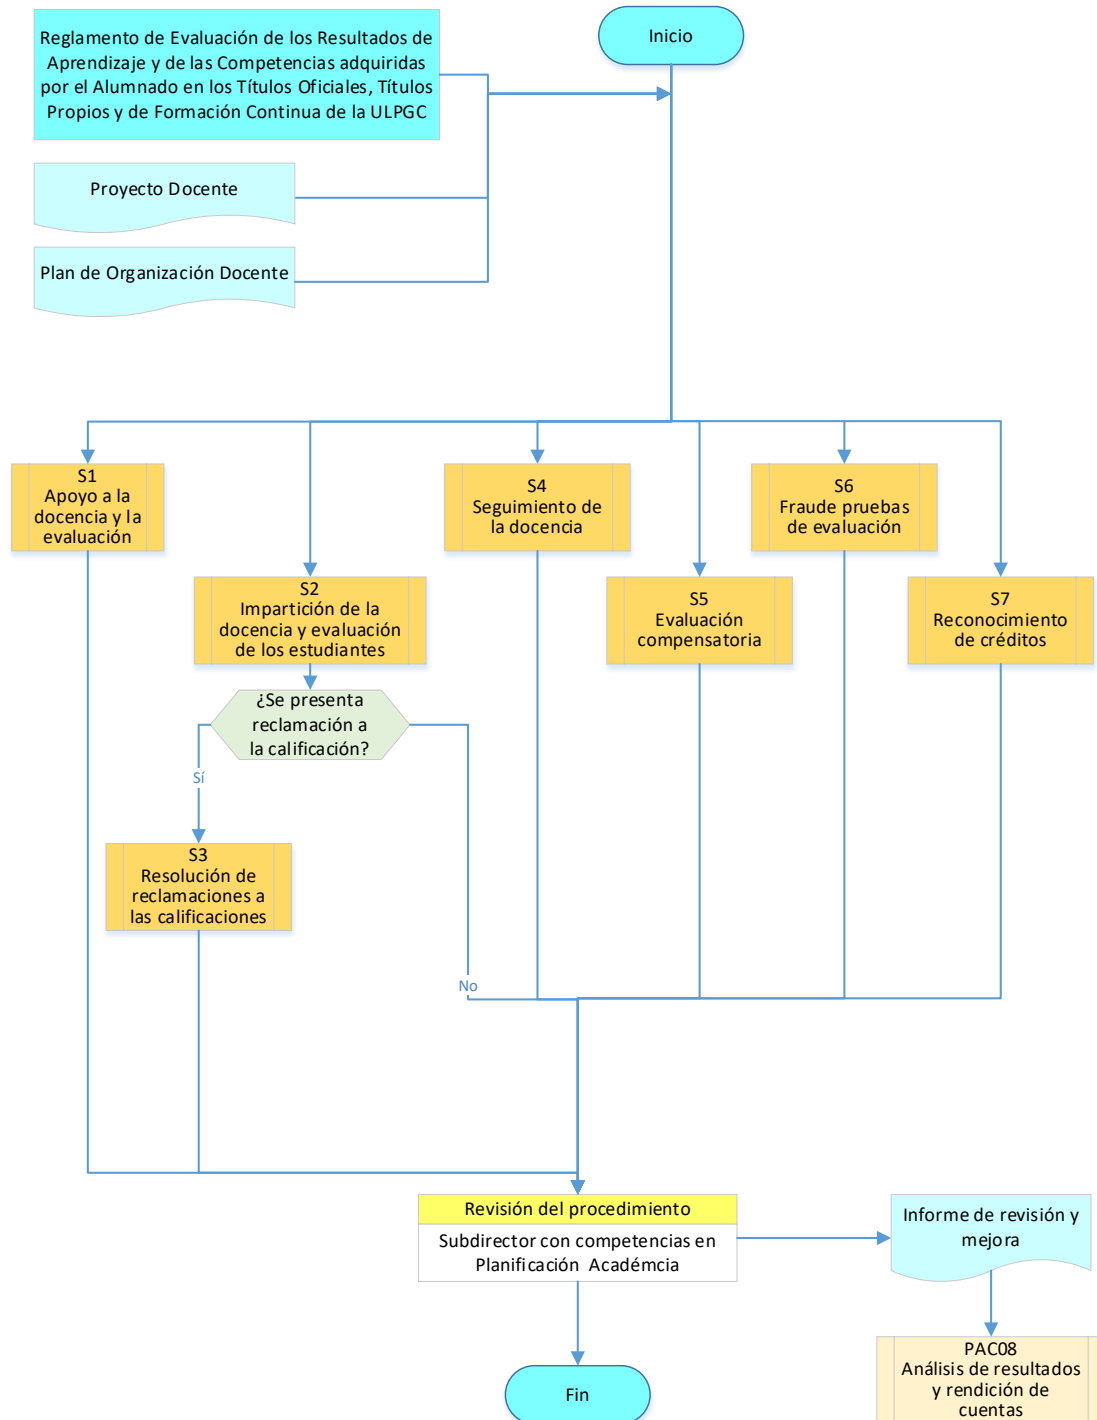 Reglamento de Evaluación de los Resultados de
Aprendizaje y de las Competencias adquiridas
por el Alumnado en los Títulos Oficiales, Títulos
Propios y de Formación Continua de la ULPGC
Inicio
Proyecto Docente
Plan de Organización Docente
S1
Apoyo a la
docencia y la
evaluación
S4
Seguimiento de
la docencia
S6
Fraude pruebas
de evaluación
S2
Impartición de la
docencia y evaluación
de los estudiantes
S5
Evaluación
compensatoria
S7
Reconocimiento
de créditos
¿Se presenta
reclamación a
la calificación?
Sí
S3
Resolución de
reclamaciones a
las calificaciones
No
Revisión del procedimiento
Subdirector con competencias en
Planificación Académcia
Informe de revisión y
mejora
PAC08
Análisis de resultados
y rendición de
cuentas
Fin